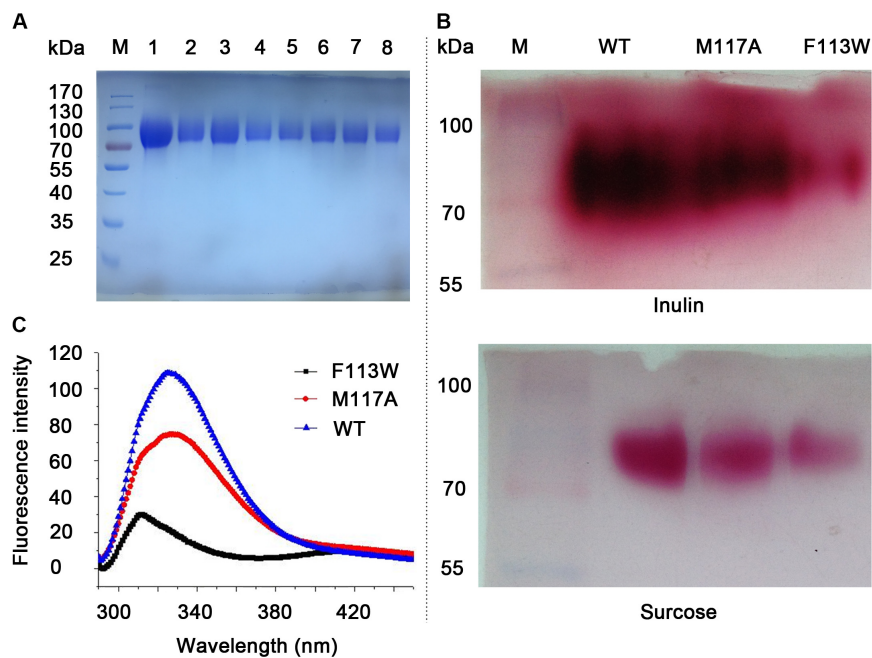 A
kDa M 1 2 3 4 5 6 7 8
170
130
100
70
55
40
35
25
B
kDa M WT M117A F113W
100
70
55
Inulin
100
70
55
Surcose
C
Fluorescence intensity
120
100
80
60
40
20
0
F113W
M117A
WT
300 340 380 420
Wavelength (nm)